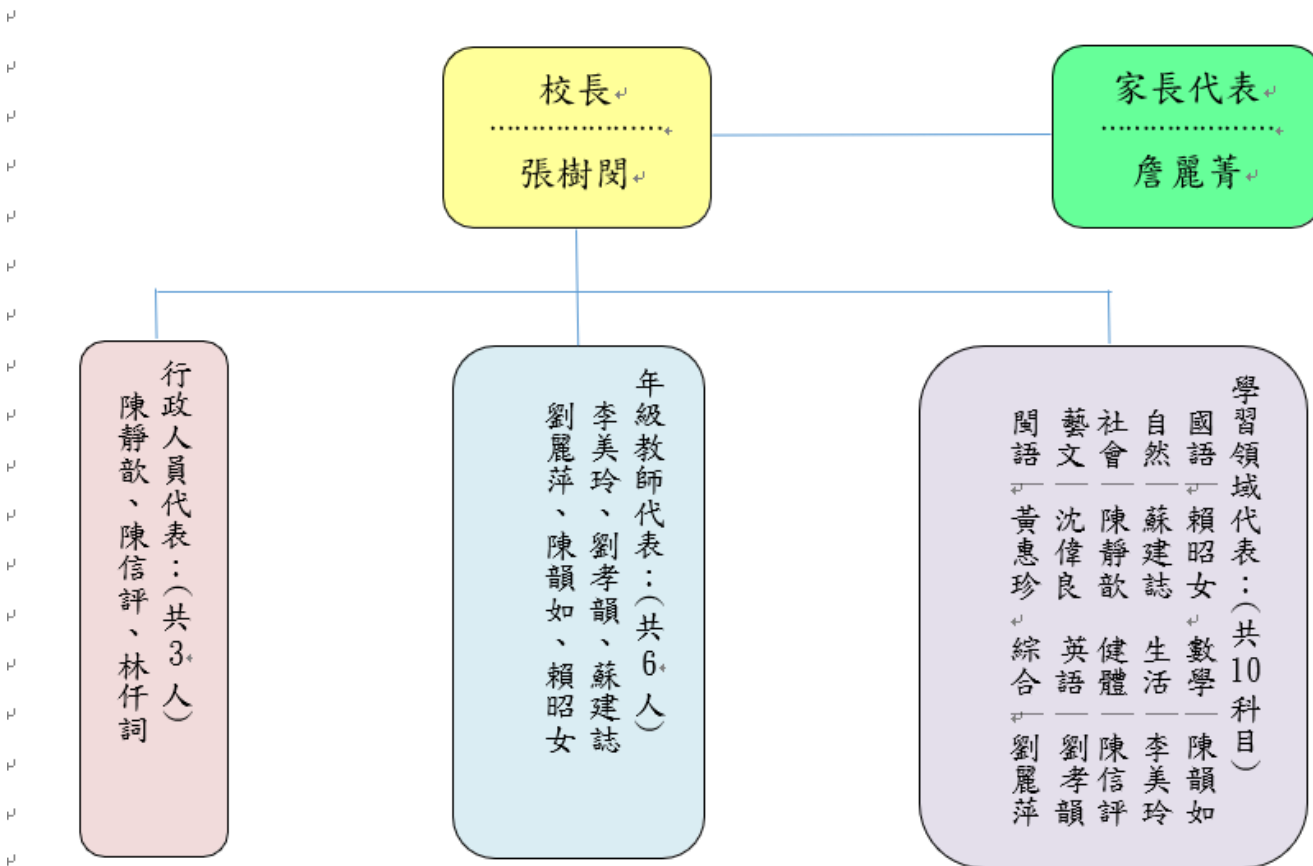 校長
張樹閔
家長代表
詹麗菁
行政人員代表：(共3人)
陳靜歆、陳信評、林仟詞
年級教師代表：(共6人)
李美玲、劉孝韻、蘇建誌
劉麗萍、陳韻如、賴昭女
學習領域代表：(共10科目)
國語—賴昭女 數學—陳韻如
自然—蘇建誌 生活—李美玲
社會—陳靜歆 健體—陳信評
藝文—沈偉良 英語—劉孝韻
閩語—黃惠珍 綜合—劉麗萍